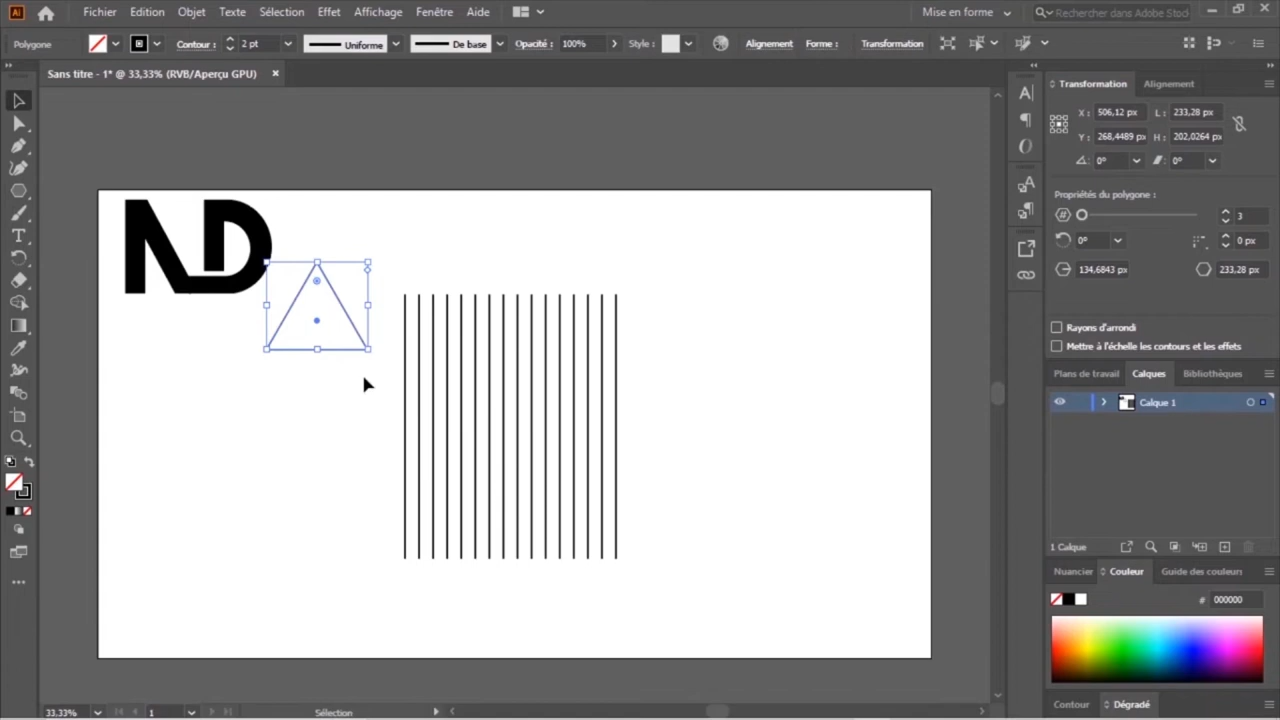 Ai Fichier Edition Objet Texte Sélection Effet Affichage Fenêtre Aide Mise en forme Rechercher dans Adobe Stock
Polygone Contour : 2 pt Uniforme De base Opacité : 100% Style : Alignement Forme : Transformation
Sans titre - 1* @ 33,33% (RVB/Aperçu GPU) ×
Transformation Alignement
X : 506,12 px L : 233,28 px
Y : 268,4489 px H : 202,0264 px
0° 0°
Propriétés du polygone :
3
0° 0 px
134,6843 px 233,28 px
Rayons d'arrondi
Mettre à l'échelle les contours et les effets
Plans de travail Calques Bibliothèques
Calque 1
1 Calque
Nuancier Couleur Guide des couleurs
# 000000
Contour Dégradé
ND
33,33% 1 Sélection